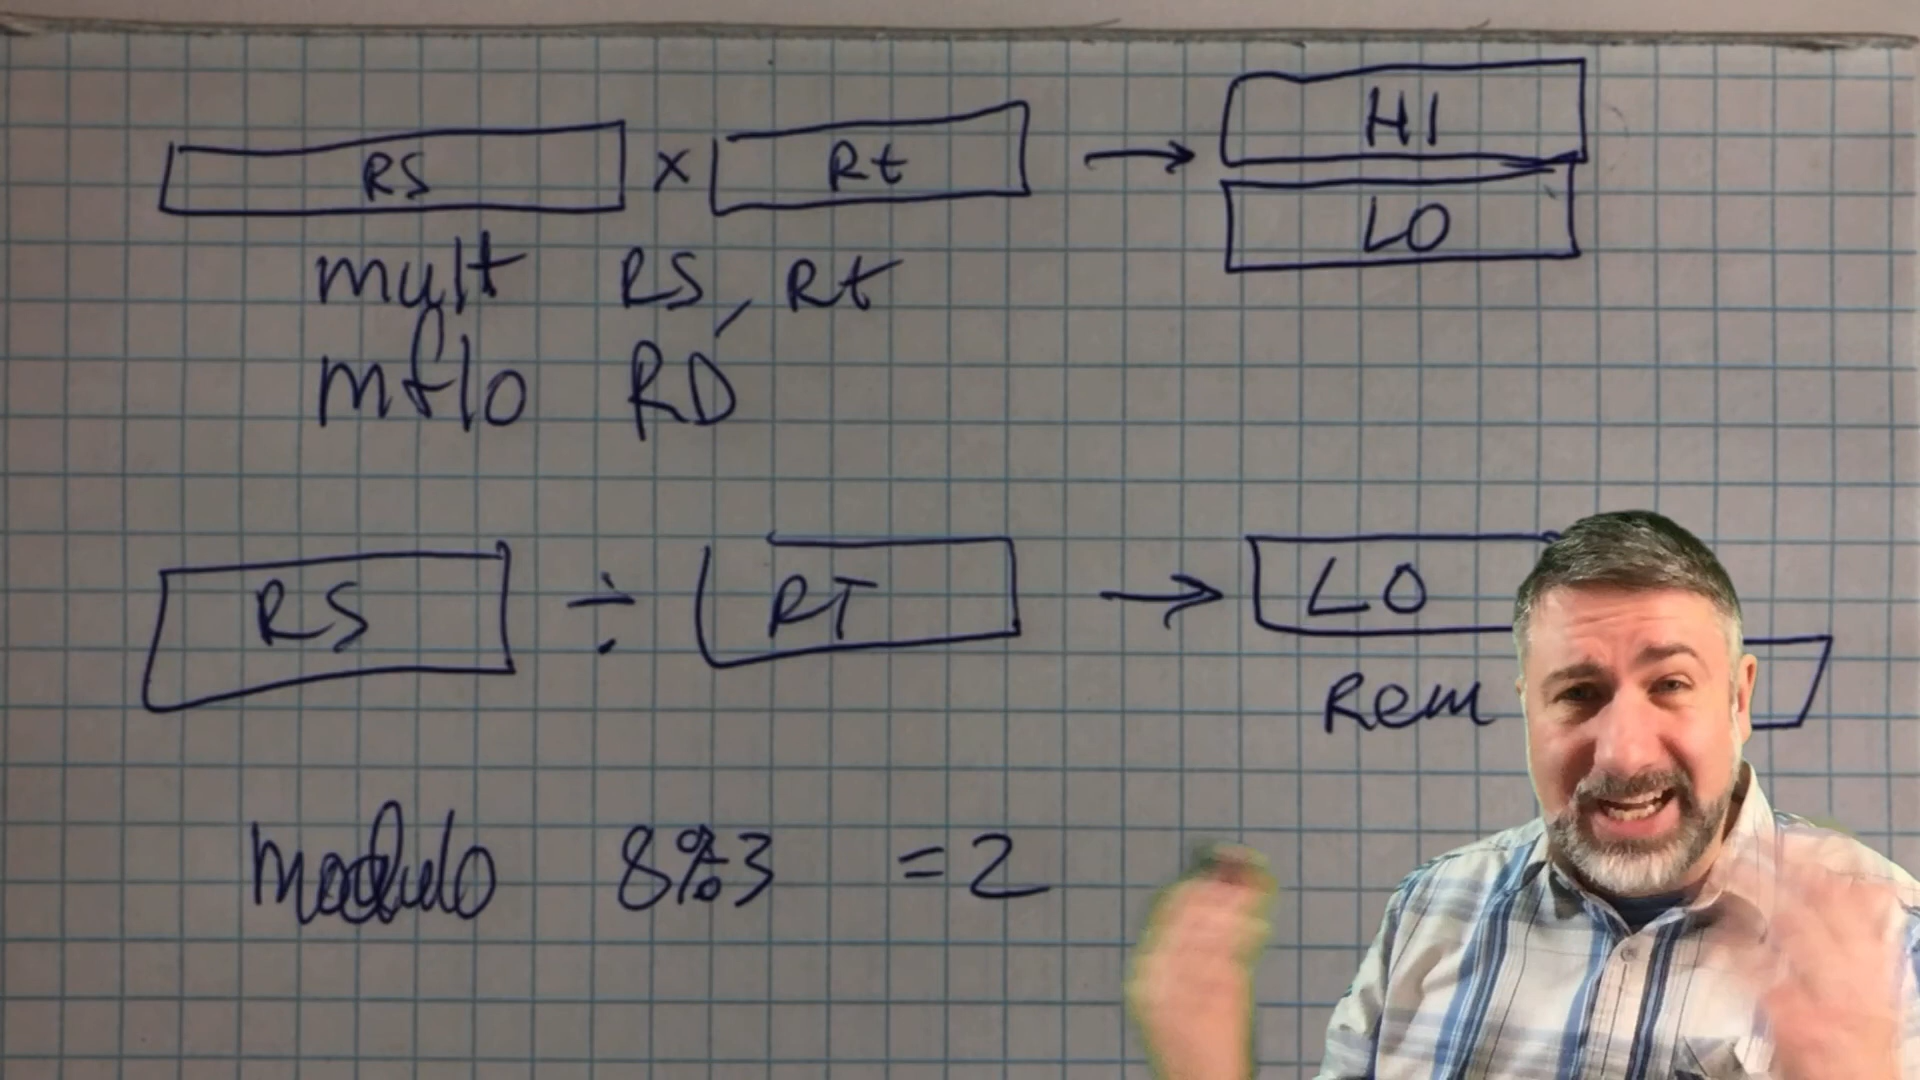 RS x Rt → HI
LO
mult RS, Rt
mflo RD
RS ÷ RT → LO
Rem
modulo 8%3 = 2